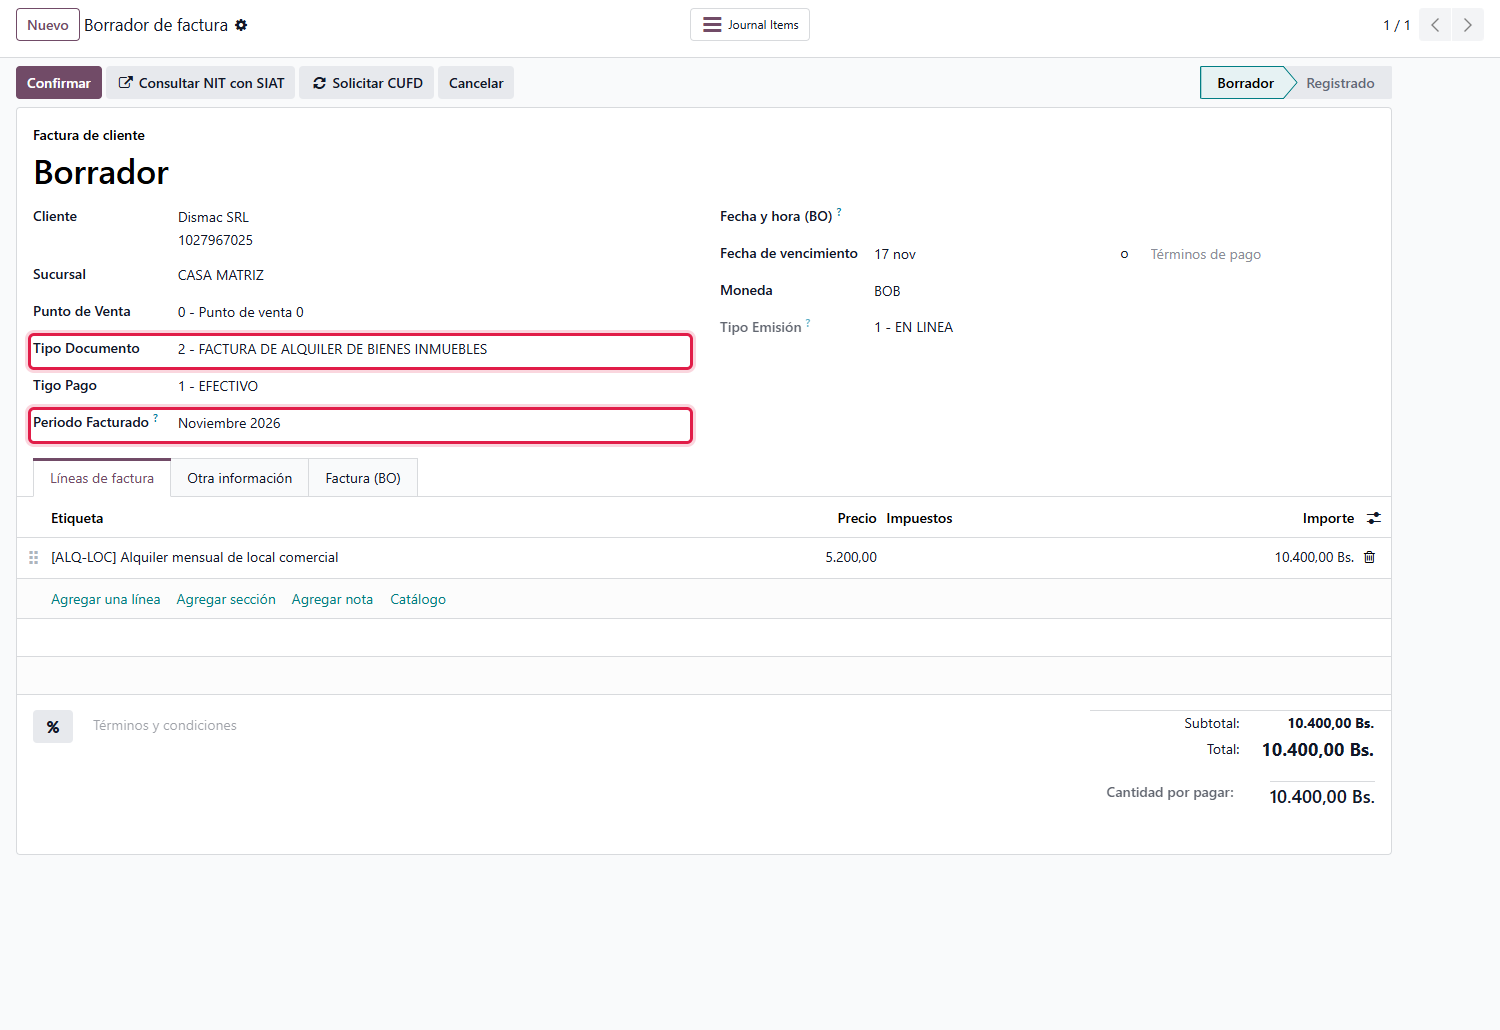 Nuevo Borrador de factura
Journal Items
1 / 1
Confirmar Consultar NIT con SIAT Solicitar CUFD Cancelar
Borrador Registrado
Factura de cliente
Borrador
Cliente Dismac SRL
1027967025
Sucursal CASA MATRIZ
Punto de Venta 0 - Punto de venta 0
Tipo Documento 2 - FACTURA DE ALQUILER DE BIENES INMUEBLES
Tigo Pago 1 - EFECTIVO
Periodo Facturado ? Noviembre 2026
Fecha y hora (BO) ?
Fecha de vencimiento 17 nov o Términos de pago
Moneda BOB
Tipo Emisión ? 1 - EN LINEA
Líneas de factura Otra información Factura (BO)
Etiqueta Precio Impuestos Importe
[ALQ-LOC] Alquiler mensual de local comercial 5.200,00 10.400,00 Bs.
Agregar una línea Agregar sección Agregar nota Catálogo
% Términos y condiciones
Subtotal: 10.400,00 Bs.
Total: 10.400,00 Bs.
Cantidad por pagar: 10.400,00 Bs.